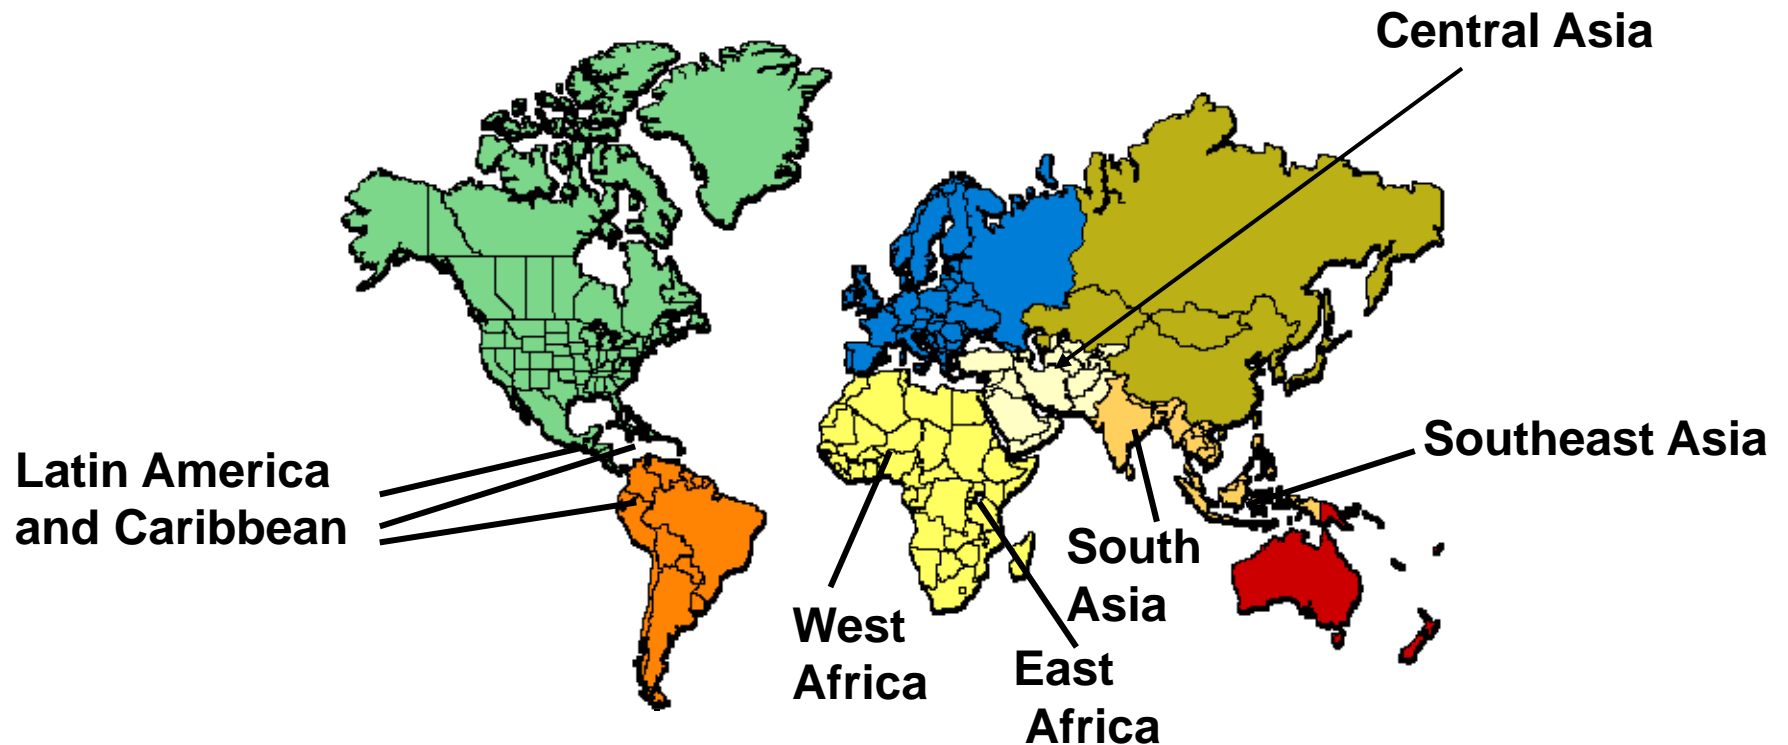 Central Asia
Southeast Asia
Latin America
and Caribbean
South
Asia
West
Africa
East
Africa